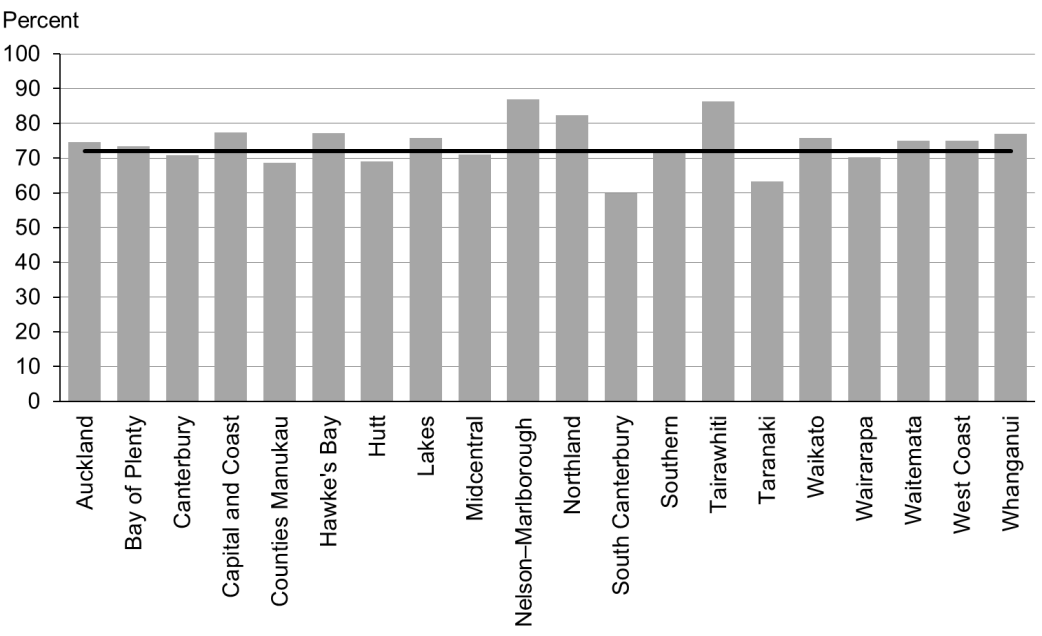 Percent
100
90
80
70
60
50
40
30
20
10
0
Auckland
Bay of Plenty
Canterbury
Capital and Coast
Counties Manukau
Hawke's Bay
Hutt
Lakes
Midcentral
Nelson–Marlborough
Northland
South Canterbury
Southern
Tairawhiti
Taranaki
Waikato
Wairarapa
Waitemata
West Coast
Whanganui